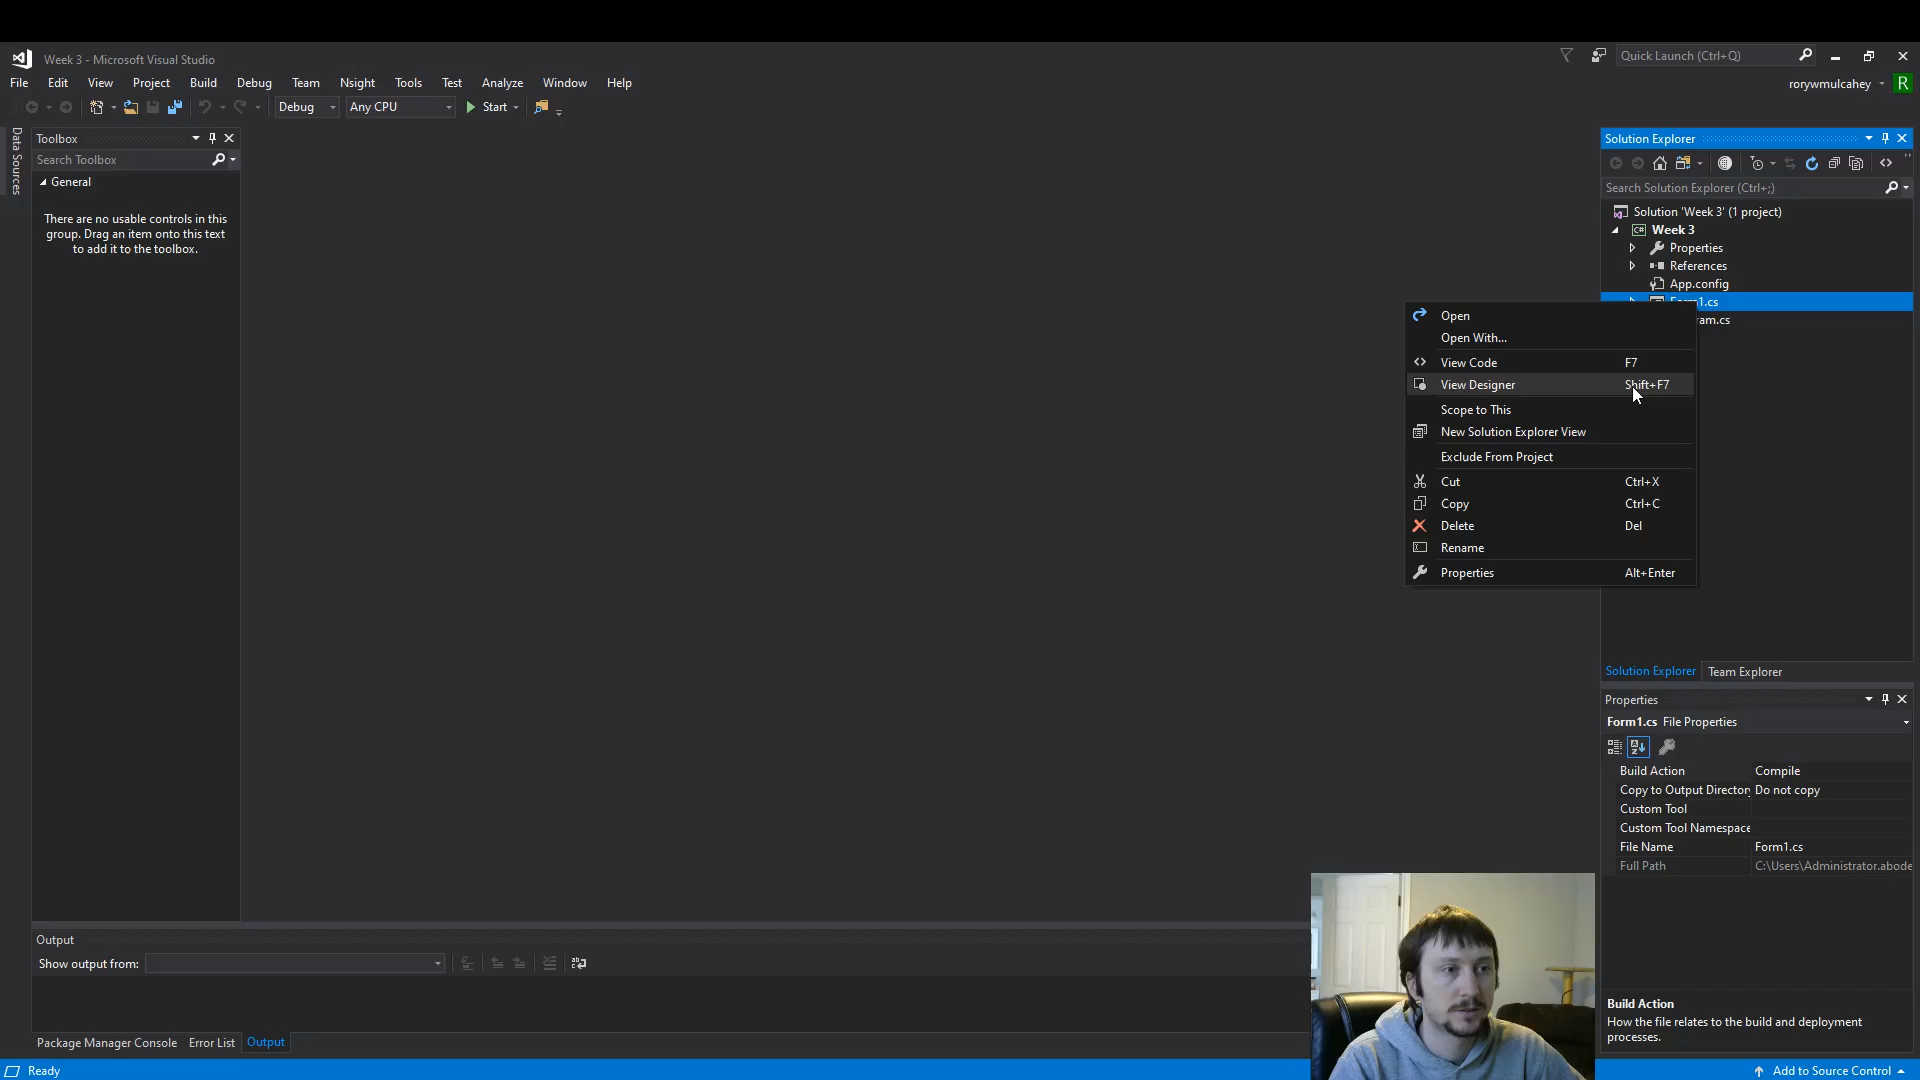 Week 3 - Microsoft Visual Studio
Quick Launch (Ctrl+Q)
File Edit View Project Build Debug Team Nsight Tools Test Analyze Window Help
rorywmulcahey R
Debug Any CPU Start
Data Sources
Toolbox
Search Toolbox
General
There are no usable controls in this
group. Drag an item onto this text
to add it to the toolbox.
Solution Explorer
Search Solution Explorer (Ctrl+;)
Solution 'Week 3' (1 project)
C# Week 3
Properties
References
App.config
Form1.cs
ram.cs
Open
Open With...
View Code F7
View Designer Shift+F7
Scope to This
New Solution Explorer View
Exclude From Project
Cut Ctrl+X
Copy Ctrl+C
Delete Del
Rename
Properties Alt+Enter
Solution Explorer Team Explorer
Properties
Form1.cs File Properties
Build Action Compile
Copy to Output Director Do not copy
Custom Tool
Custom Tool Namespace
File Name Form1.cs
Full Path C:\Users\Administrator.abode
Build Action
How the file relates to the build and deployment
processes.
Output
Show output from:
Package Manager Console Error List Output
Ready
Add to Source Control